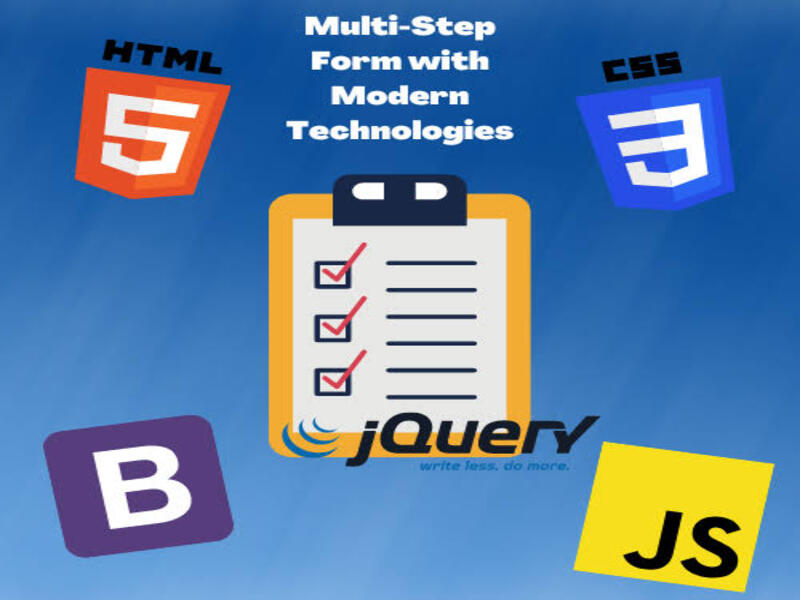 Multi-Step
Form with
Modern
Technologies
HTML
5
CSS
3
jQuery
write less. do more.
B
JS